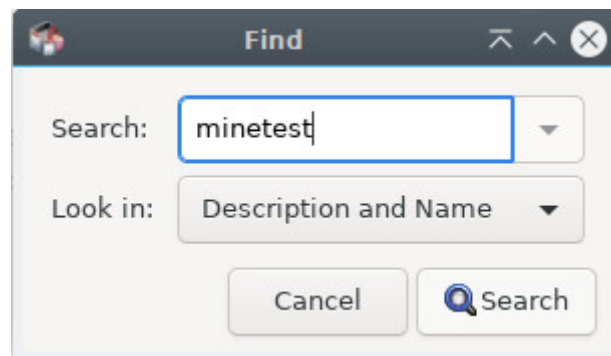 Find
Search: minetest
Look in: Description and Name
Cancel Search